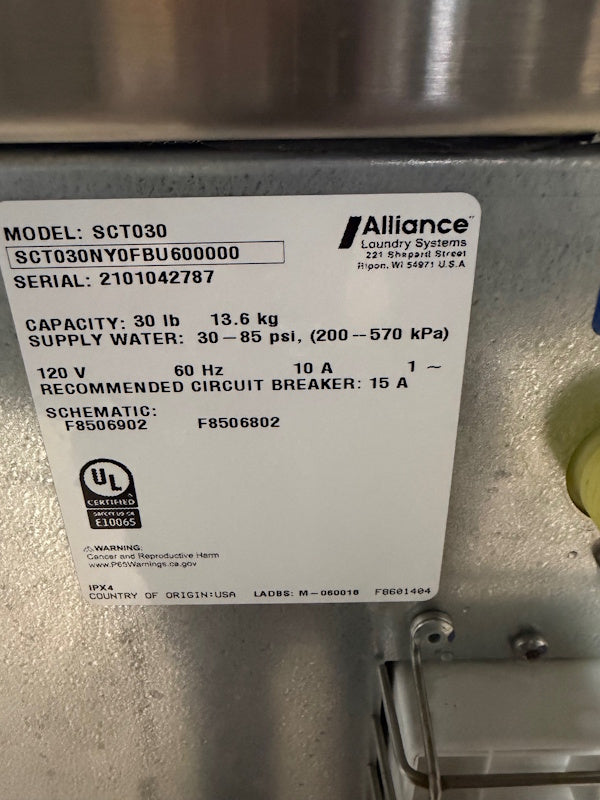 MODEL: SCT030
SCT030NY0FBU600000
SERIAL: 2101042787
Alliance
Laundry Systems
221 Shepard Street
Ripon, WI 54971 U.S.A
CAPACITY: 30 lb 13.6 kg
SUPPLY WATER: 30-85 psi, (200--570 kPa)
120 V 60 Hz 10 A 1 ~
RECOMMENDED CIRCUIT BREAKER: 15 A
SCHEMATIC:
F8506902 F8506802
UL
CERTIFIED
SAFETY US CA
E10065
⚠WARNING:
Cancer and Reproductive Harm
www.P65Warnings.ca.gov
IPX4
COUNTRY OF ORIGIN:USA LADBS: M-060018 F8601404